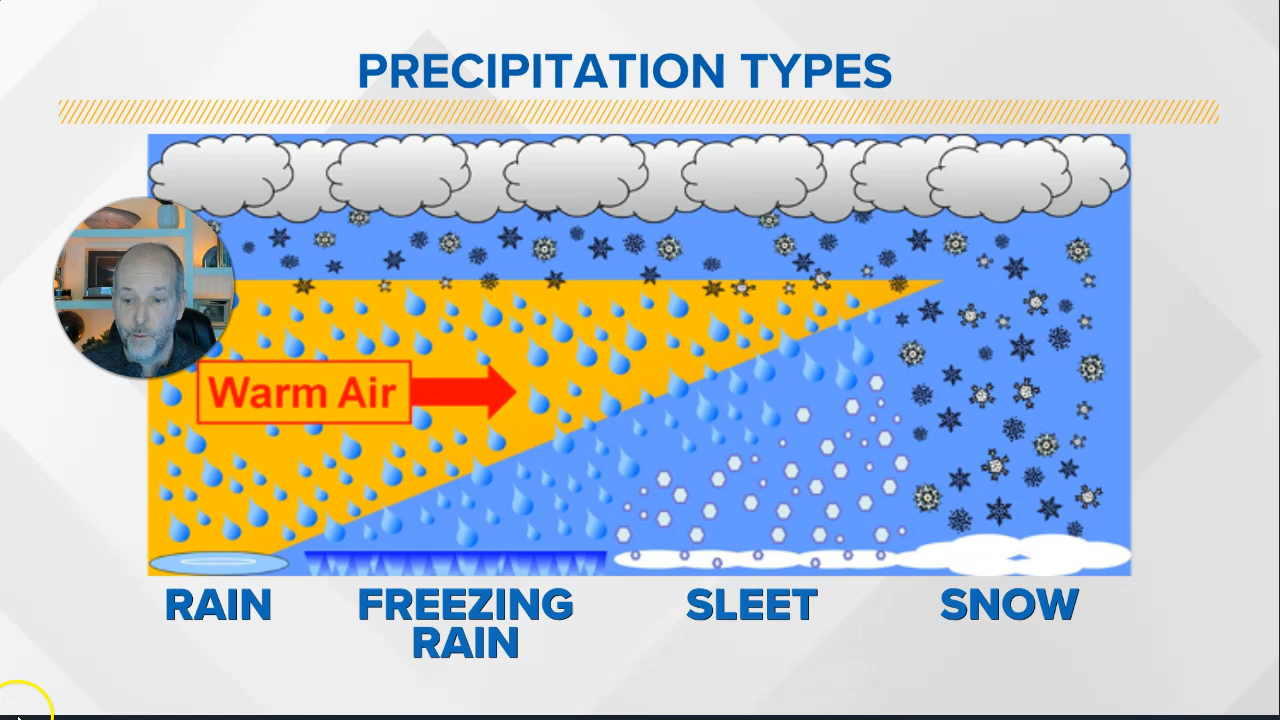 PRECIPITATION TYPES
Warm Air
RAIN
FREEZING
RAIN
SLEET
SNOW